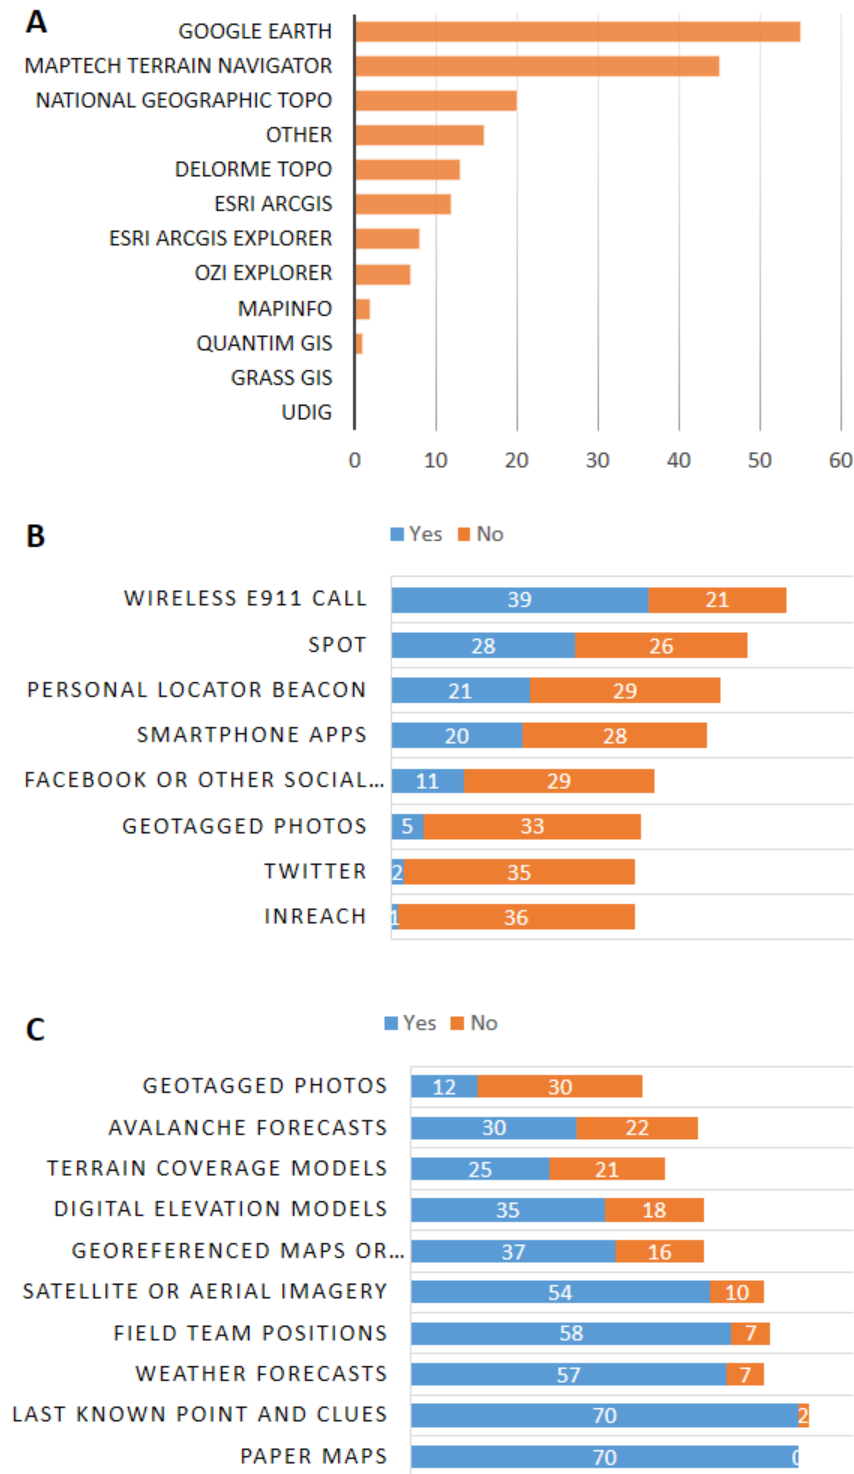 A
GOOGLE EARTH
MAPTECH TERRAIN NAVIGATOR
NATIONAL GEOGRAPHIC TOPO
OTHER
DELORME TOPO
ESRI ARCGIS
ESRI ARCGIS EXPLORER
OZI EXPLORER
MAPINFO
QUANTIM GIS
GRASS GIS
UDIG
0 10 20 30 40 50 60
B
Yes No
WIRELESS E911 CALL 39 21
SPOT 28 26
PERSONAL LOCATOR BEACON 21 29
SMARTPHONE APPS 20 28
FACEBOOK OR OTHER SOCIAL... 11 29
GEOTAGGED PHOTOS 5 33
TWITTER 2 35
INREACH 1 36
C
Yes No
GEOTAGGED PHOTOS 12 30
AVALANCHE FORECASTS 30 22
TERRAIN COVERAGE MODELS 25 21
DIGITAL ELEVATION MODELS 35 18
GEOREFERENCED MAPS OR... 37 16
SATELLITE OR AERIAL IMAGERY 54 10
FIELD TEAM POSITIONS 58 7
WEATHER FORECASTS 57 7
LAST KNOWN POINT AND CLUES 70 2
PAPER MAPS 70 0